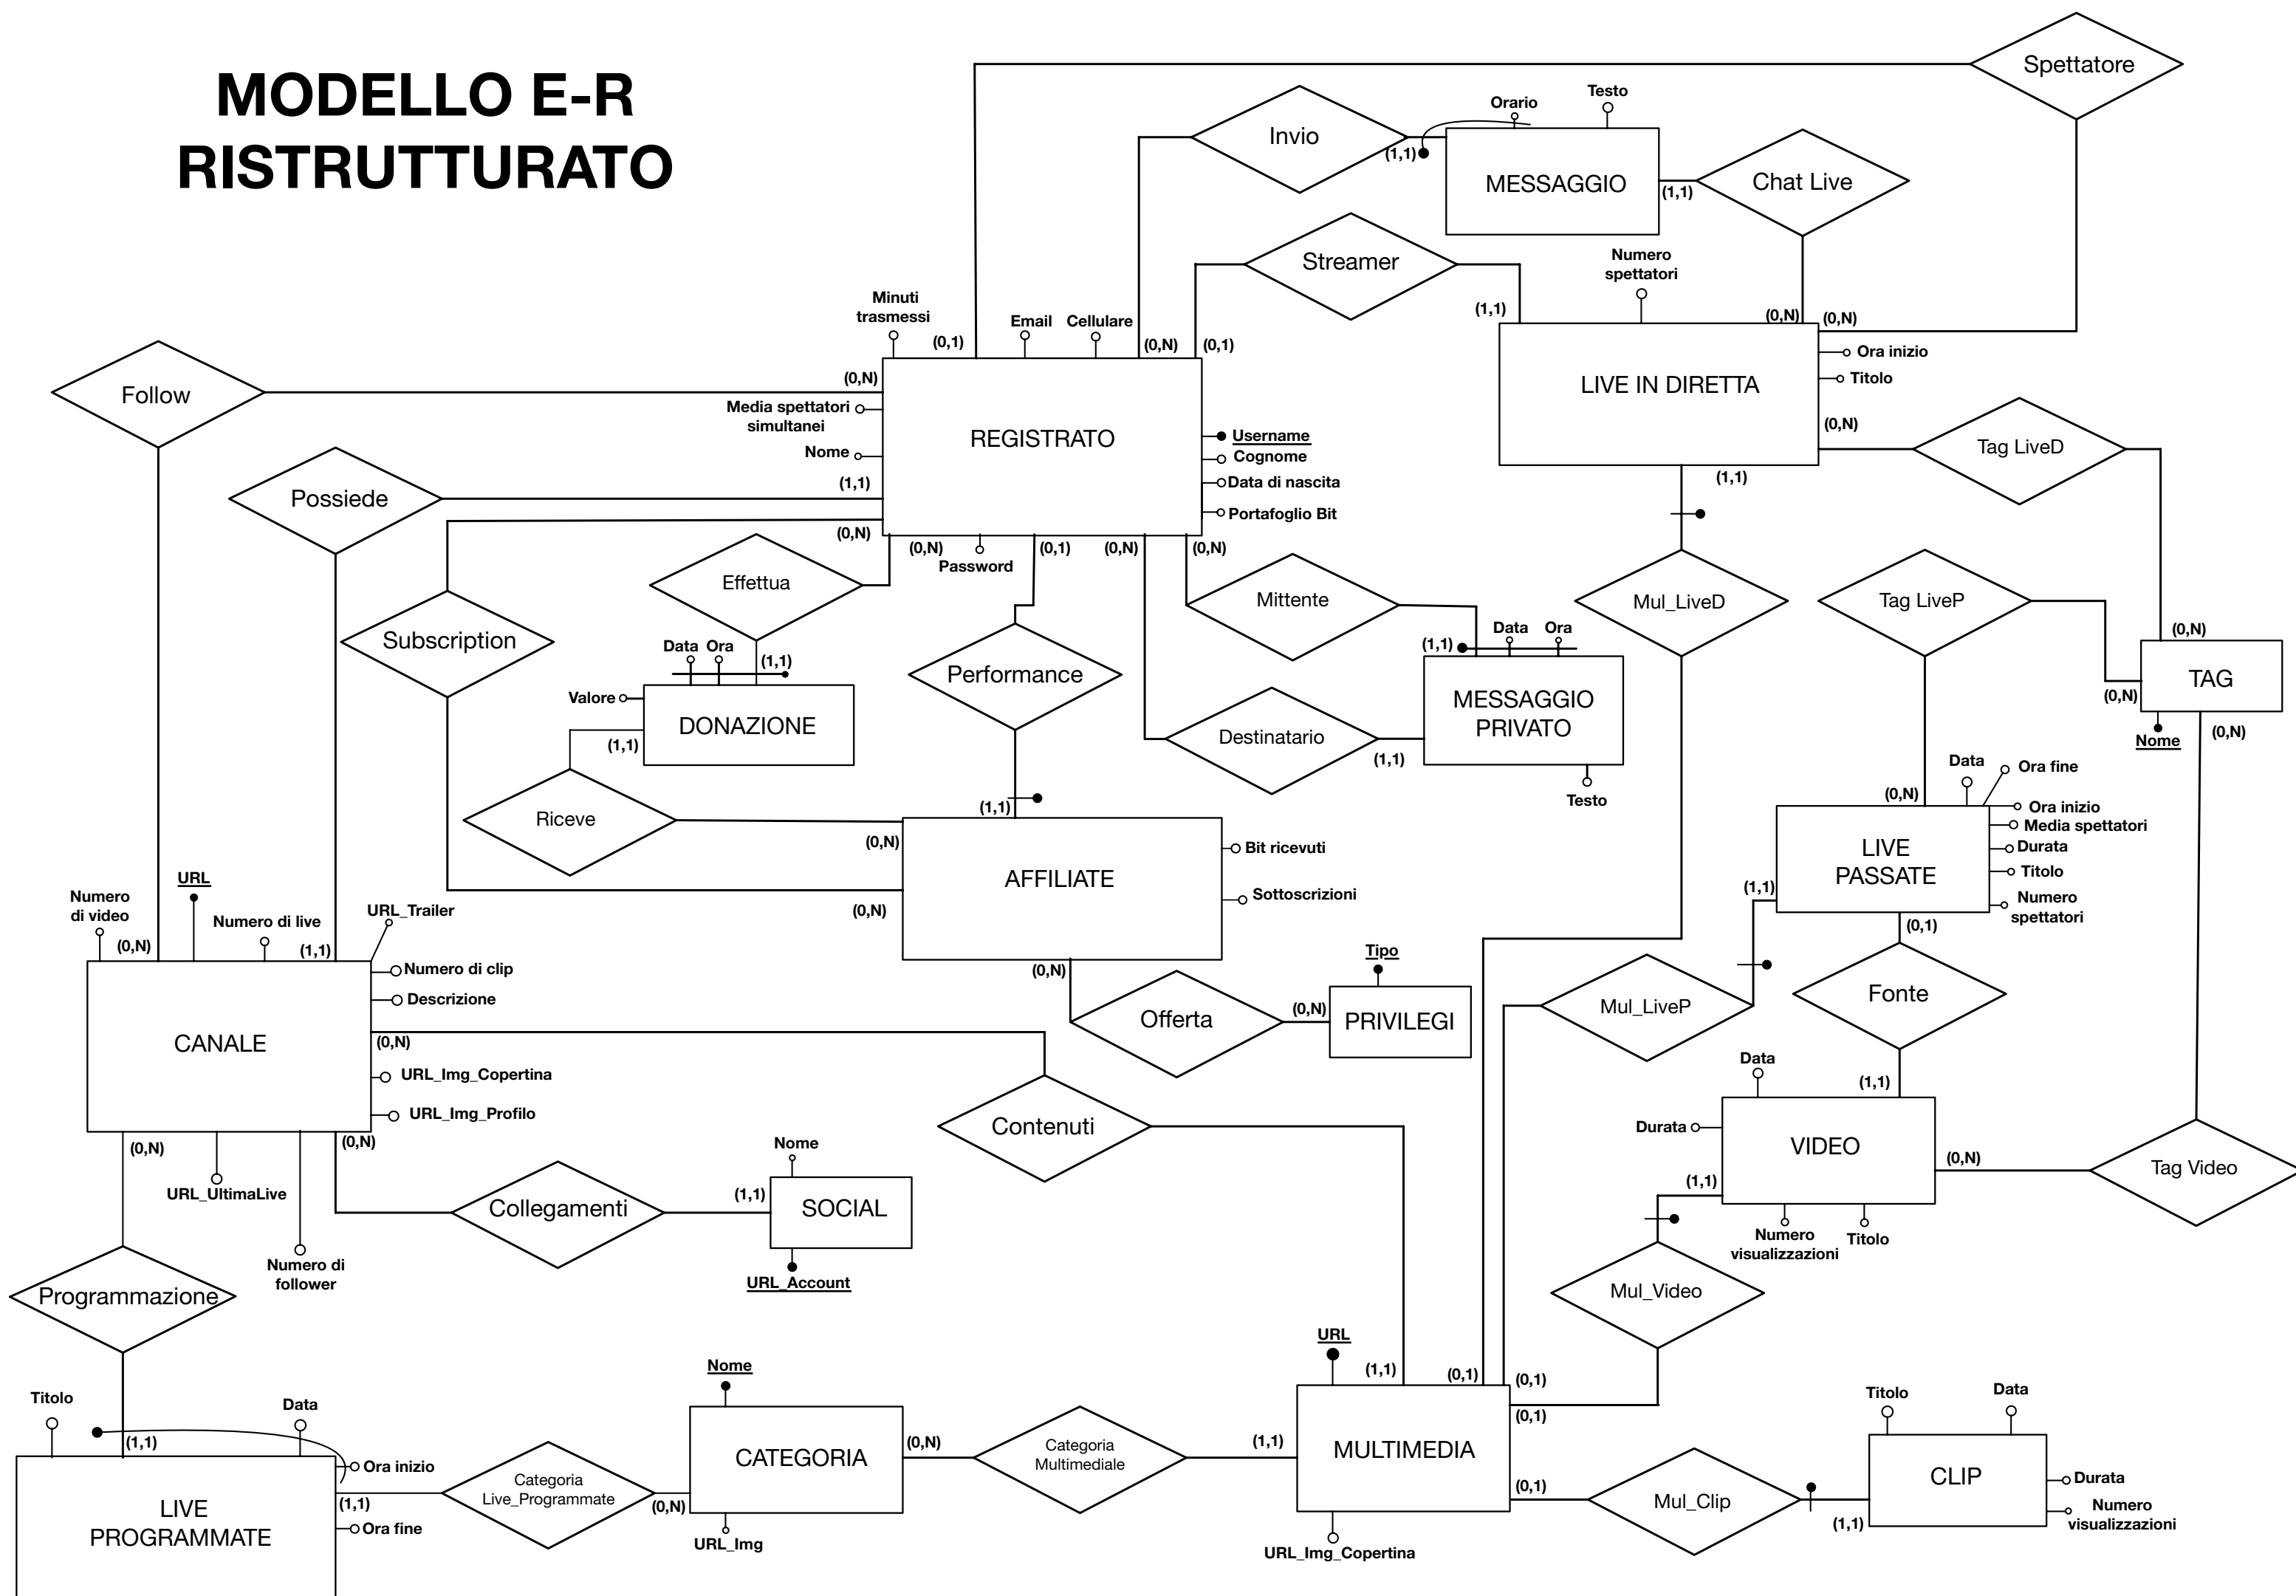 MODELLO E-R
RISTRUTTURATO
Spettatore
Invio
(1,1)
Orario
Testo
MESSAGGIO
(1,1)
Chat Live
Streamer
(1,1)
Numero
spettatori
(0,N)
(0,N)
LIVE IN DIRETTA
Ora inizio
Titolo
(0,N)
(1,1)
Tag LiveD
Minuti
trasmessi
(0,1)
Email
Cellulare
(0,N)
(0,1)
Follow
(0,N)
Media spettatori
simultanei
Nome
(1,1)
(0,N)
REGISTRATO
Username
Cognome
Data di nascita
Portafoglio Bit
Possiede
Subscription
(0,N)
Password
(0,1)
(0,N)
(0,N)
Effettua
Data
Ora
(1,1)
Valore
DONAZIONE
(1,1)
Riceve
(0,N)
Performance
(1,1)
Mittente
(1,1)
Data
Ora
MESSAGGIO
PRIVATO
Destinatario
(1,1)
Testo
Mul_LiveD
Tag LiveP
(0,N)
(0,N)
TAG
Nome
(0,N)
AFFILIATE
Bit ricevuti
Sottoscrizioni
(0,N)
(0,N)
Offerta
(0,N)
Tipo
PRIVILEGI
(0,N)
Data
Ora fine
Ora inizio
Media spettatori
Durata
Titolo
Numero
spettatori
LIVE
PASSATE
(1,1)
(0,1)
Mul_LiveP
Fonte
(1,1)
Numero
di video
(0,N)
URL
Numero di live
(1,1)
URL_Trailer
Numero di clip
Descrizione
CANALE
(0,N)
URL_Img_Copertina
URL_Img_Profilo
(0,N)
(0,N)
URL_UltimaLive
Numero di
follower
Contenuti
Collegamenti
(1,1)
Nome
SOCIAL
URL_Account
Data
Durata
VIDEO
(1,1)
(0,N)
Numero
visualizzazioni
Titolo
Tag Video
Mul_Video
Programmazione
Titolo
(1,1)
Data
Ora inizio
(1,1)
Ora fine
LIVE
PROGRAMMATE
Categoria
Live_Programmate
(0,N)
Nome
CATEGORIA
URL_Img
(0,N)
Categoria
Multimediale
(1,1)
URL
(1,1)
(0,1)
(0,1)
(0,1)
(0,1)
MULTIMEDIA
URL_Img_Copertina
Mul_Clip
(1,1)
Titolo
Data
CLIP
Durata
Numero
visualizzazioni